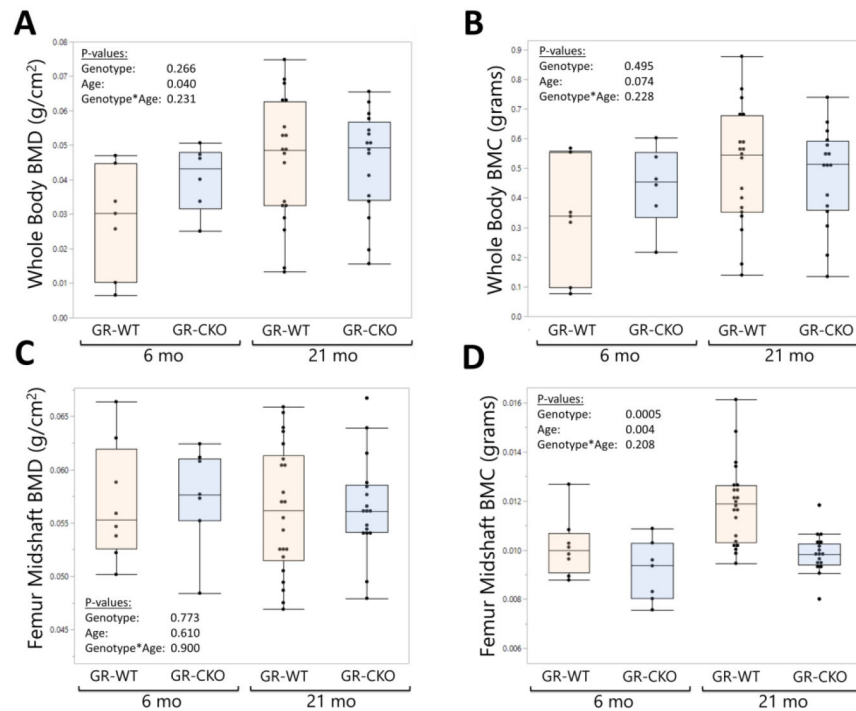 A
Whole Body BMD (g/cm²)
0.08
0.07
0.06
0.05
0.04
0.03
0.02
0.01
0.00
P-values:
Genotype: 0.266
Age: 0.040
Genotype*Age: 0.231
GR-WT GR-CKO GR-WT GR-CKO
6 mo 21 mo
B
Whole Body BMC (grams)
0.9
0.8
0.7
0.6
0.5
0.4
0.3
0.2
0.1
0.0
P-values:
Genotype: 0.495
Age: 0.074
Genotype*Age: 0.228
GR-WT GR-CKO GR-WT GR-CKO
6 mo 21 mo
C
Femur Midshaft BMD (g/cm²)
0.065
0.060
0.055
0.050
0.045
P-values:
Genotype: 0.773
Age: 0.610
Genotype*Age: 0.900
GR-WT GR-CKO GR-WT GR-CKO
6 mo 21 mo
D
Femur Midshaft BMC (grams)
0.016
0.014
0.012
0.010
0.008
0.006
P-values:
Genotype: 0.0005
Age: 0.004
Genotype*Age: 0.208
GR-WT GR-CKO GR-WT GR-CKO
6 mo 21 mo